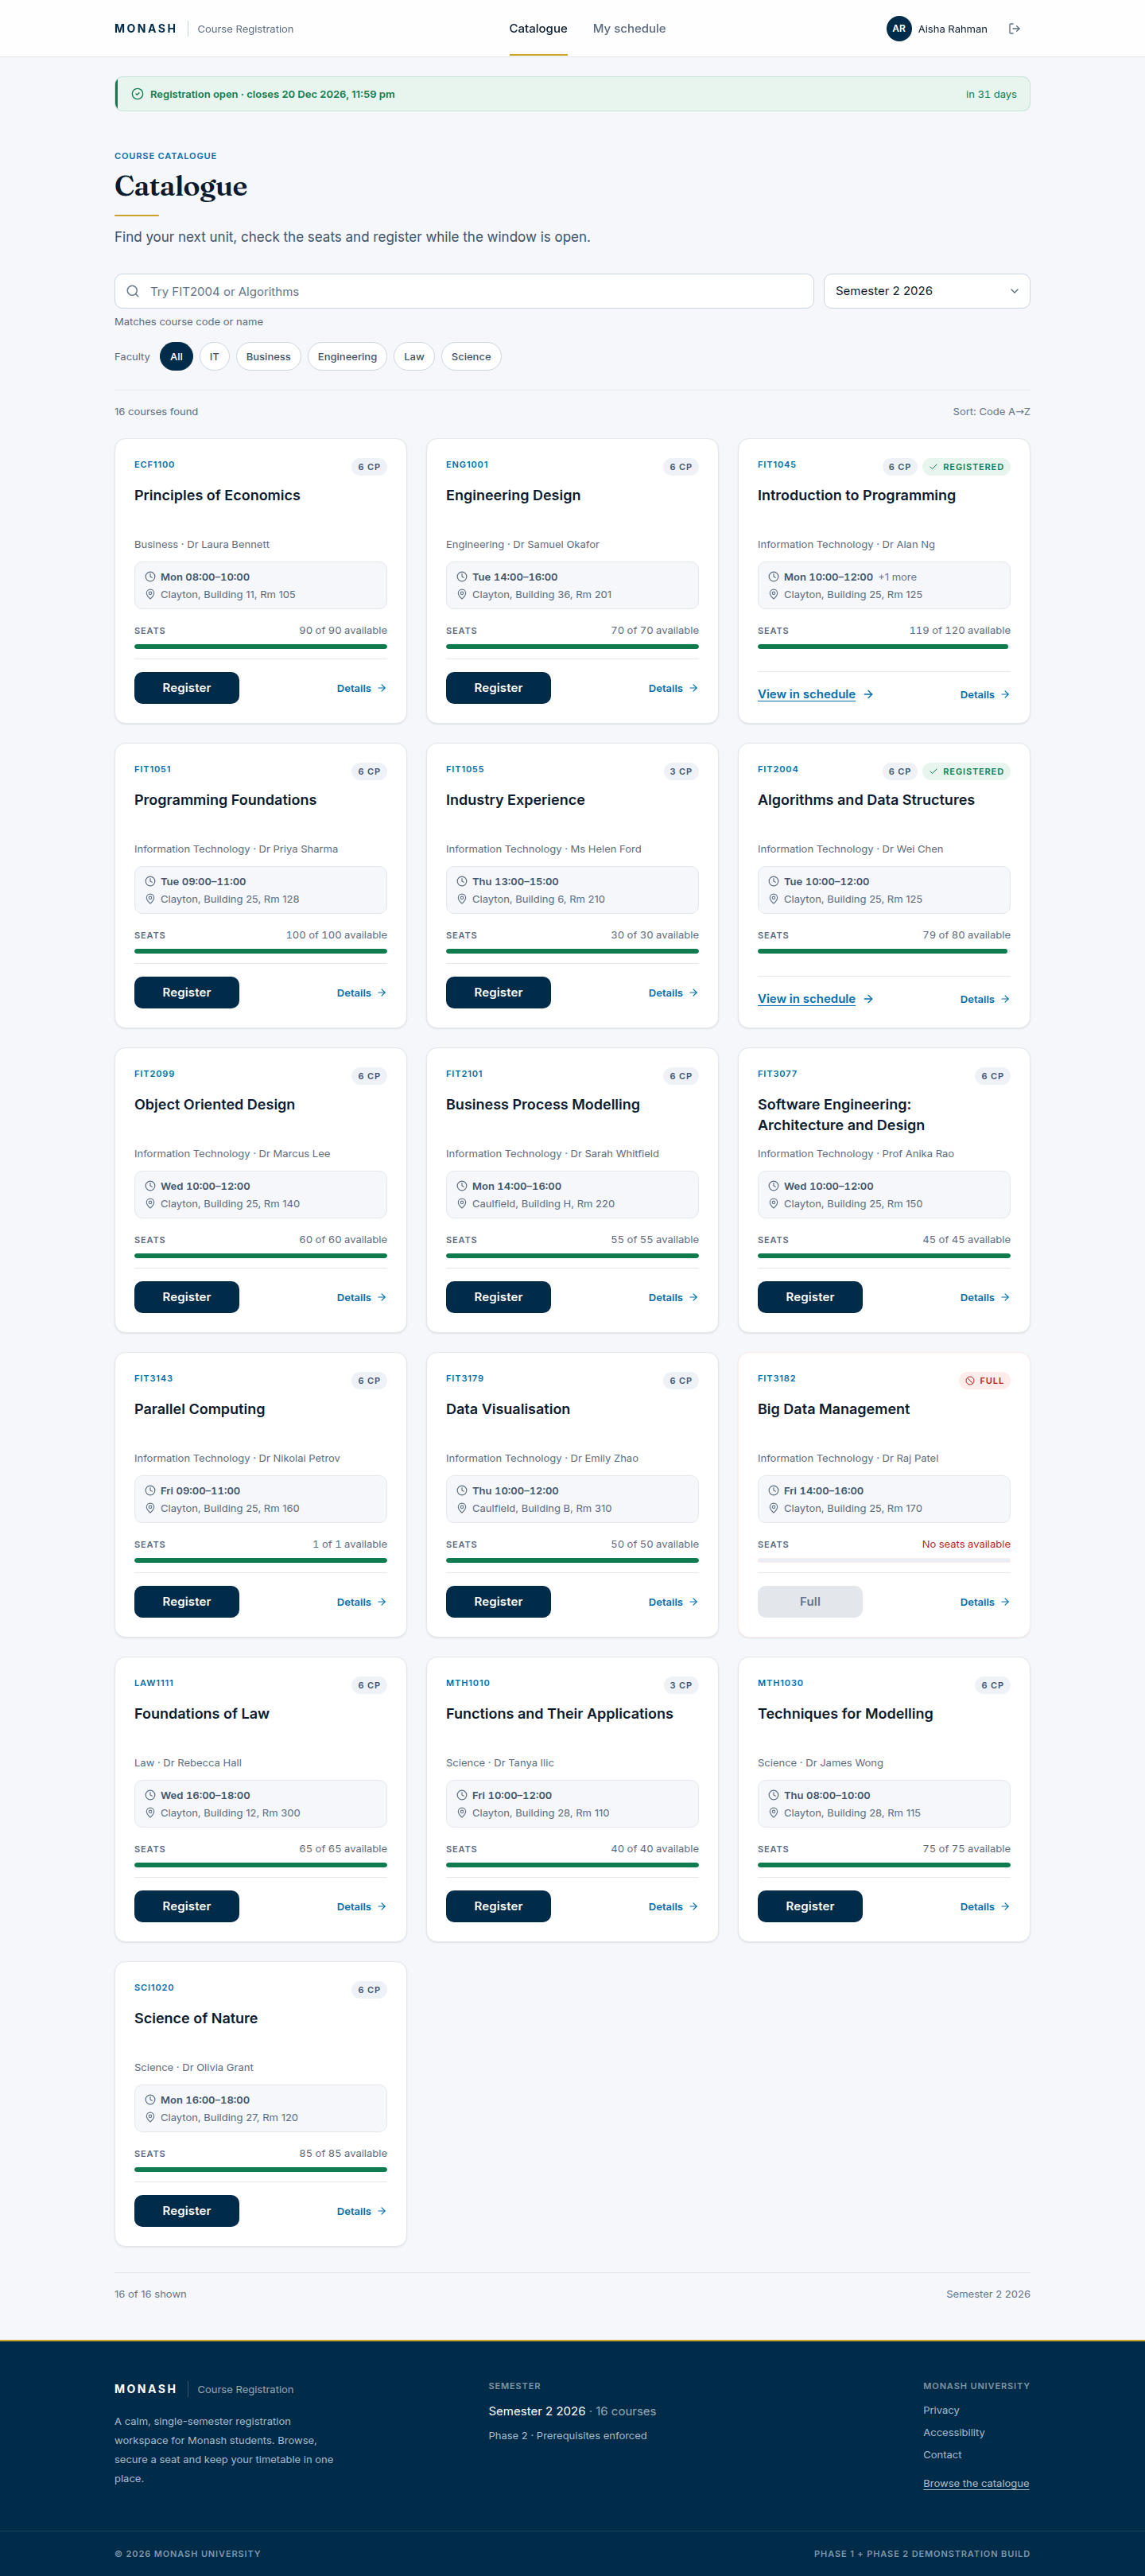 MONASH Course Registration Catalogue My schedule AR Aisha Rahman
Registration open · closes 20 Dec 2026, 11:59 pm in 31 days
COURSE CATALOGUE
Catalogue
Find your next unit, check the seats and register while the window is open.
Try FIT2004 or Algorithms Semester 2 2026
Matches course code or name
Faculty All IT Business Engineering Law Science
16 courses found Sort: Code A→Z
ECF1100 6 CP
Principles of Economics
Business · Dr Laura Bennett
Mon 08:00–10:00
Clayton, Building 11, Rm 105
SEATS 90 of 90 available
Register Details →
ENG1001 6 CP
Engineering Design
Engineering · Dr Samuel Okafor
Tue 14:00–16:00
Clayton, Building 36, Rm 201
SEATS 70 of 70 available
Register Details →
FIT1045 6 CP REGISTERED
Introduction to Programming
Information Technology · Dr Alan Ng
Mon 10:00–12:00 +1 more
Clayton, Building 25, Rm 125
SEATS 119 of 120 available
View in schedule → Details →
FIT1051 6 CP
Programming Foundations
Information Technology · Dr Priya Sharma
Tue 09:00–11:00
Clayton, Building 25, Rm 128
SEATS 100 of 100 available
Register Details →
FIT1055 3 CP
Industry Experience
Information Technology · Ms Helen Ford
Thu 13:00–15:00
Clayton, Building 6, Rm 210
SEATS 30 of 30 available
Register Details →
FIT2004 6 CP REGISTERED
Algorithms and Data Structures
Information Technology · Dr Wei Chen
Tue 10:00–12:00
Clayton, Building 25, Rm 125
SEATS 79 of 80 available
View in schedule → Details →
FIT2099 6 CP
Object Oriented Design
Information Technology · Dr Marcus Lee
Wed 10:00–12:00
Clayton, Building 25, Rm 140
SEATS 60 of 60 available
Register Details →
FIT2101 6 CP
Business Process Modelling
Information Technology · Dr Sarah Whitfield
Mon 14:00–16:00
Caulfield, Building H, Rm 220
SEATS 55 of 55 available
Register Details →
FIT3077 6 CP
Software Engineering:
Architecture and Design
Information Technology · Prof Anika Rao
Wed 10:00–12:00
Clayton, Building 25, Rm 150
SEATS 45 of 45 available
Register Details →
FIT3143 6 CP
Parallel Computing
Information Technology · Dr Nikolai Petrov
Fri 09:00–11:00
Clayton, Building 25, Rm 160
SEATS 1 of 1 available
Register Details →
FIT3179 6 CP
Data Visualisation
Information Technology · Dr Emily Zhao
Thu 10:00–12:00
Caulfield, Building B, Rm 310
SEATS 50 of 50 available
Register Details →
FIT3182 FULL
Big Data Management
Information Technology · Dr Raj Patel
Fri 14:00–16:00
Clayton, Building 25, Rm 170
SEATS No seats available
Full Details →
LAW1111 6 CP
Foundations of Law
Law · Dr Rebecca Hall
Wed 16:00–18:00
Clayton, Building 12, Rm 300
SEATS 65 of 65 available
Register Details →
MTH1010 3 CP
Functions and Their Applications
Science · Dr Tanya Ilic
Fri 10:00–12:00
Clayton, Building 28, Rm 110
SEATS 40 of 40 available
Register Details →
MTH1030 6 CP
Techniques for Modelling
Science · Dr James Wong
Thu 08:00–10:00
Clayton, Building 28, Rm 115
SEATS 75 of 75 available
Register Details →
SCI1020 6 CP
Science of Nature
Science · Dr Olivia Grant
Mon 16:00–18:00
Clayton, Building 27, Rm 120
SEATS 85 of 85 available
Register Details →
16 of 16 shown Semester 2 2026
MONASH Course Registration
A calm, single-semester registration
workspace for Monash students. Browse,
secure a seat and keep your timetable in one
place.
SEMESTER
Semester 2 2026 · 16 courses
Phase 2 · Prerequisites enforced
MONASH UNIVERSITY
Privacy
Accessibility
Contact
Browse the catalogue
© 2026 MONASH UNIVERSITY PHASE 1 + PHASE 2 DEMONSTRATION BUILD